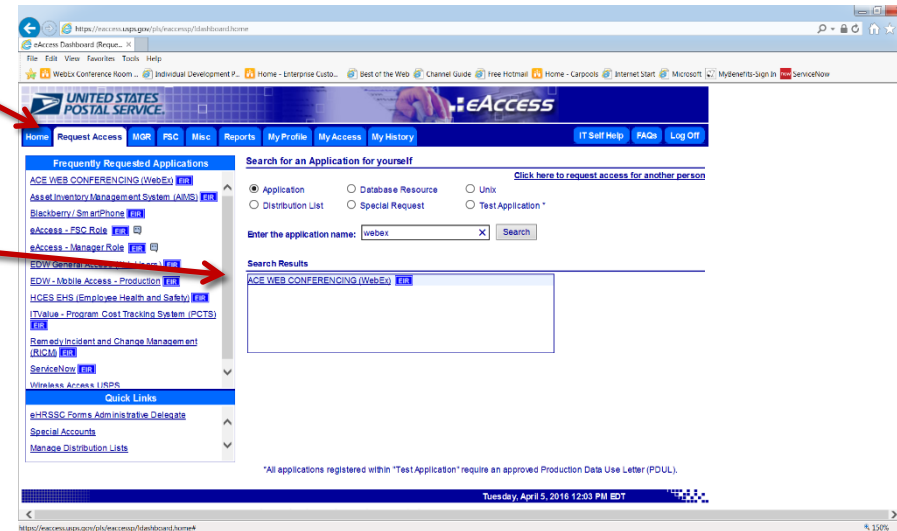 https://eaccess.usps.gov/pls/eaccessp/!dashboard.home
eAccess Dashboard (Reque...
File Edit View Favorites Tools Help
WebEx Conference Room ... Individual Development P... Home - Enterprise Custo... Best of the Web Channel Guide Free Hotmail Home - Carpools Internet Start Microsoft MyBenefits-Sign In ServiceNow
UNITED STATES
POSTAL SERVICE.
eAccess
Home Request Access MGR FSC Misc Reports My Profile My Access My History IT Self Help FAQs Log Off
Frequently Requested Applications
ACE WEB CONFERENCING (WebEx) EIR
Asset Inventory Management System (AIMS) EIR
Blackberry / SmartPhone EIR
eAccess - FSC Role EIR
eAccess - Manager Role EIR
EDW General EIR
EDW - Mobile Access - Production EIR
HCES EHS (Employee Health and Safety) EIR
ITValue - Program Cost Tracking System (PCTS)
EIR
Remedy Incident and Change Management
(RICM) EIR
ServiceNow EIR
Wireless Access USPS
Quick Links
eHRSSC Forms Administrative Delegate
Special Accounts
Manage Distribution Lists
Search for an Application for yourself
Click here to request access for another person
Application Database Resource Unix
Distribution List Special Request Test Application *
Enter the application name: webex X Search
Search Results
ACE WEB CONFERENCING (WebEx) EIR
*All applications registered within "Test Application" require an approved Production Data Use Letter (PDUL).
Tuesday, April 5, 2016 12:03 PM EDT
https://eaccess.usps.gov/pls/eaccessp/!dashboard.home#
150%